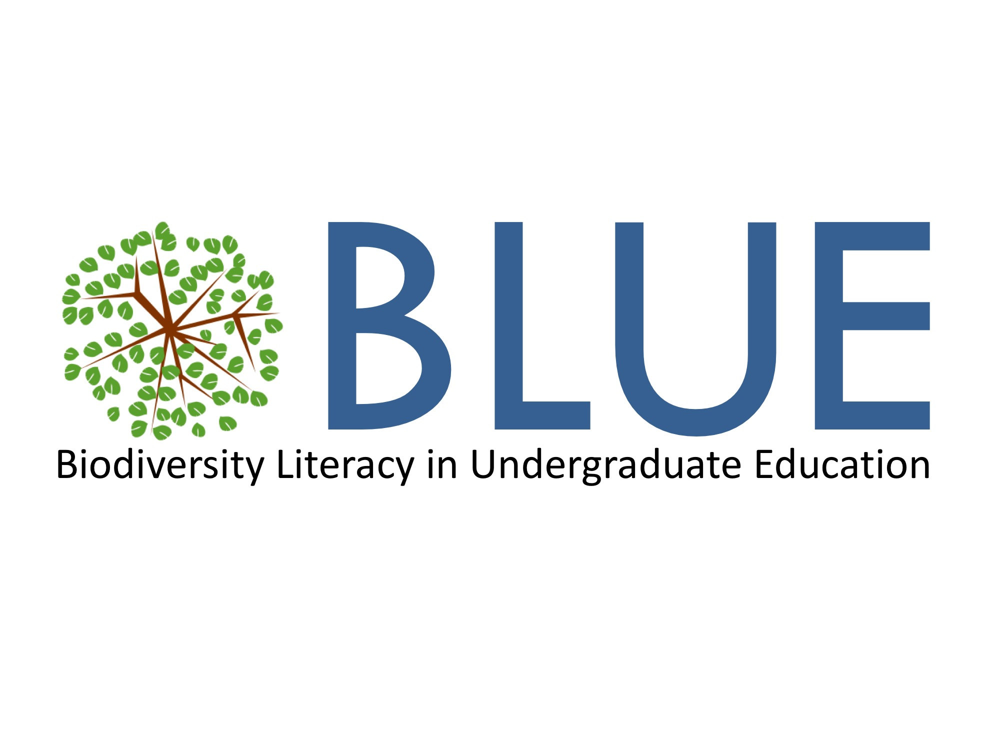 BLUE
Biodiversity Literacy in Undergraduate Education